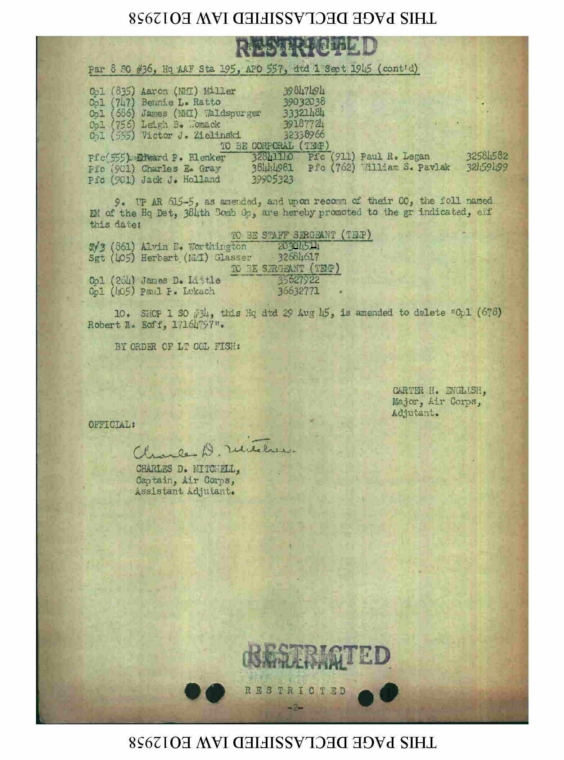 THIS PAGE DECLASSIFIED IAW EO12958
RESTRICTED
Par 8 SO #36, Hq AAF Sta 195, APO 557, dtd 1 Sept 1945 (cont'd)
Cpl (835) Aaron (NMI) Miller 39847494
Cpl (747) Bennie L. Ratto 39032038
Cpl (686) James (NMI) Waldspurger 33321484
Cpl (756) Leigh B. Womack 39187724
Cpl (555) Victor J. Zielinski 32338966
TO BE CORPORAL (TEMP)
Pfc(555) Edward P. Blenker Pfc (911) Paul R. Legan 32584582
Pfc (901) Charles E. Gray 38444981 Pfc (762) William S. Pavlak 32459499
Pfc (901) Jack J. Holland 39905323
9. UP AR 615-5, as amended, and upon recomn of their CO, the foll named
EM of the Hq Det, 384th Bomb Gp, are hereby promoted to the gr indicated, eff
this date:
TO BE STAFF SERGEANT (TEMP)
(861) Alvin E. Worthington
Sgt (405) Herbert (NMI) Glasser 32684617
TO BE SERGEANT (TEMP)
Cpl (264) James D. Little 35627922
Cpl (405) Paul P. Lukach 36632771
10. 1 SO #34, this Hq dtd 29 Aug 45, is amended to delete "Cpl (678)
Robert 17164797".
BY ORDER OF LT COL FISH:
CARTER H. ENGLISH,
Major, Air Corps,
Adjutant.
OFFICIAL:
Charles D. Mitchell
CHARLES D. MITCHELL,
Captain, Air Corps,
Assistant Adjutant.
RESTRICTED
CONFIDENTIAL
RESTRICTED
-2-
THIS PAGE DECLASSIFIED IAW EO12958